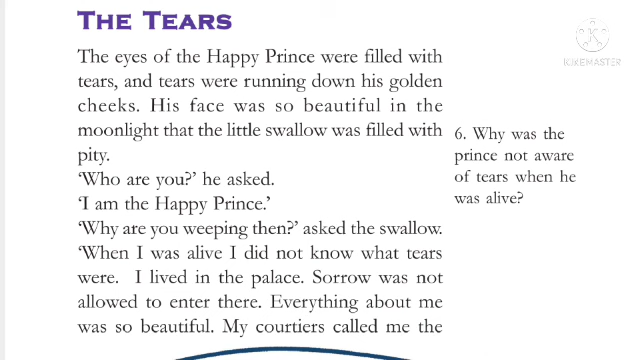 THE TEARS
The eyes of the Happy Prince were filled with
tears, and tears were running down his golden
cheeks. His face was so beautiful in the
moonlight that the little swallow was filled with
pity.
‘Who are you?’ he asked.
‘I am the Happy Prince.’
‘Why are you weeping then?’ asked the swallow.
‘When I was alive I did not know what tears
were. I lived in the palace. Sorrow was not
allowed to enter there. Everything about me
was so beautiful. My courtiers called me the
6. Why was the
prince not aware
of tears when he
was alive?
K
KINEMASTER